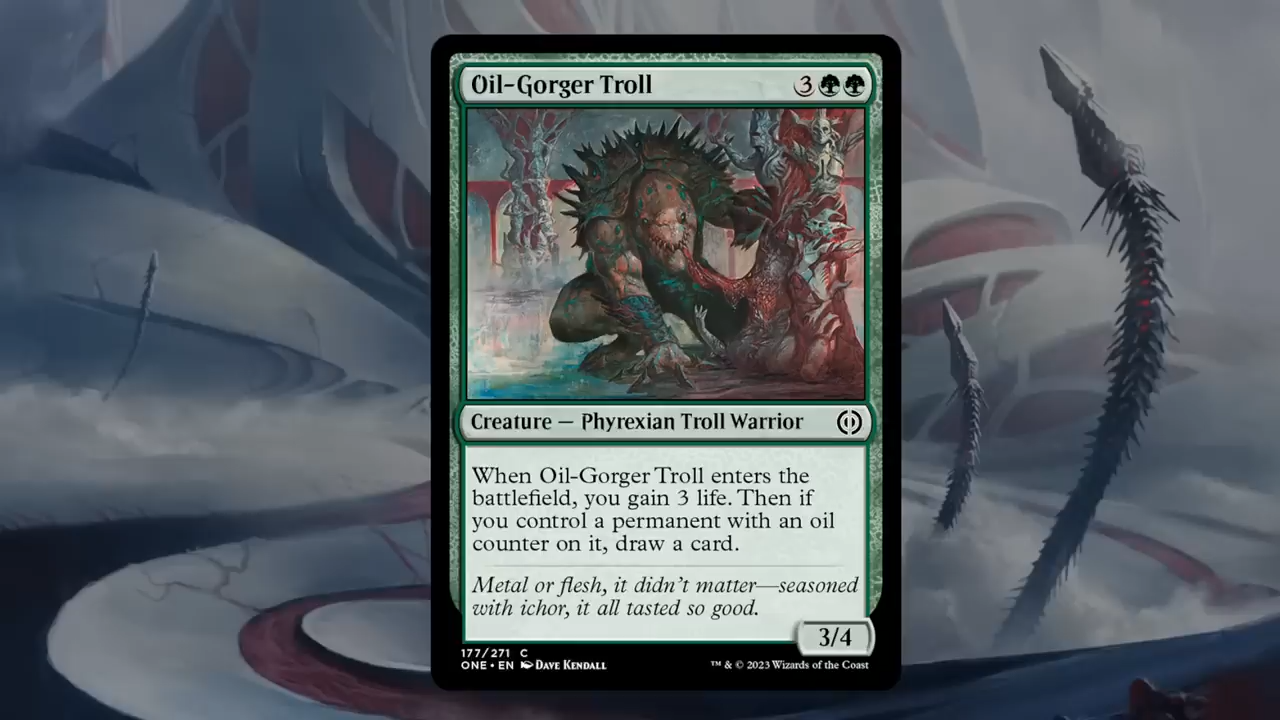 Oil-Gorger Troll 3
Creature — Phyrexian Troll Warrior
When Oil-Gorger Troll enters the
battlefield, you gain 3 life. Then if
you control a permanent with an oil
counter on it, draw a card.
Metal or flesh, it didn't matter—seasoned
with ichor, it all tasted so good.
3/4
177/271 C
ONE • EN Dave Kendall ™ & © 2023 Wizards of the Coast